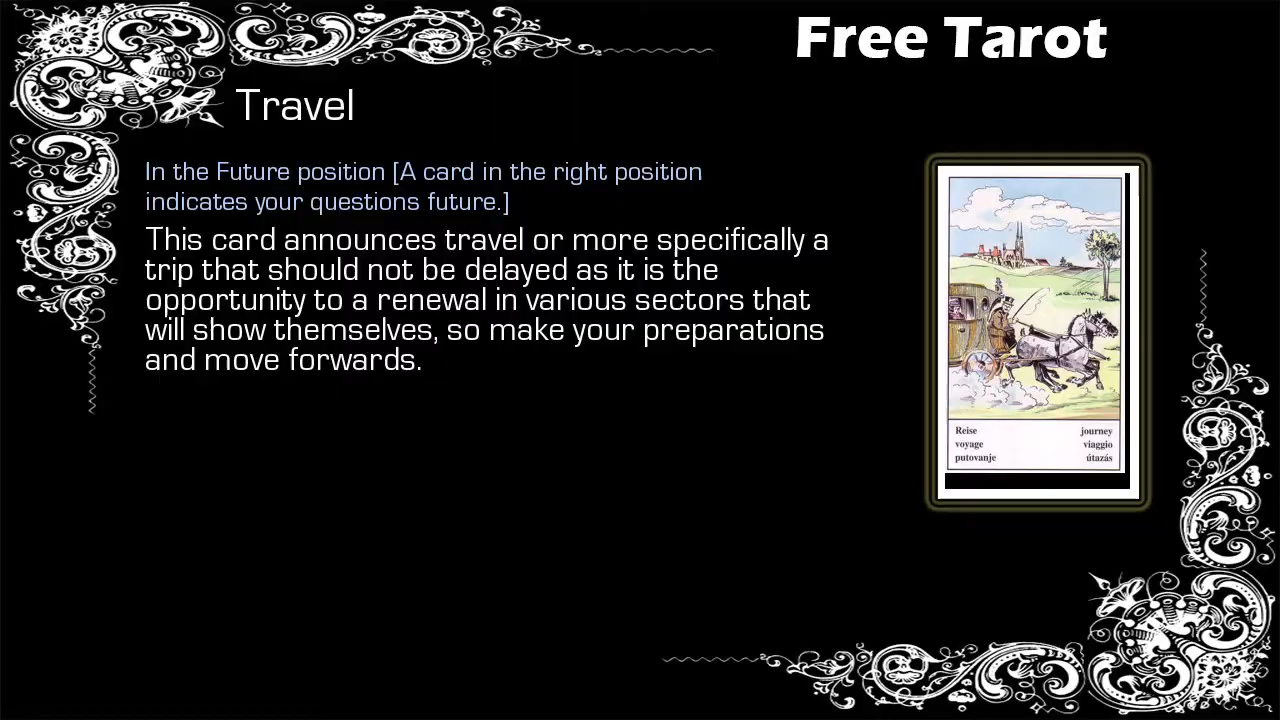 Free Tarot
Travel
In the Future position [A card in the right position
indicates your questions future.]
This card announces travel or more specifically a
trip that should not be delayed as it is the
opportunity to a renewal in various sectors that
will show themselves, so make your preparations
and move forwards.
Reise journey
voyage viaggio
putovanje útazás